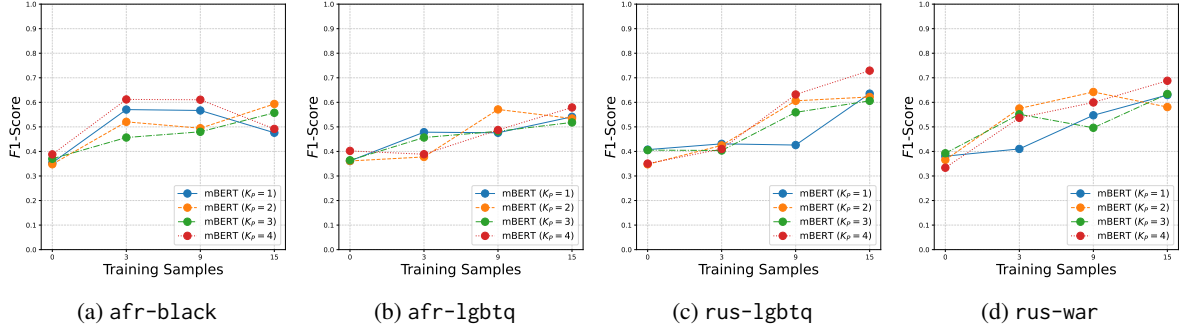 F1-Score
1.0
0.9
0.8
0.7
0.6
0.5
0.4
0.3
0.2
0.1
0.0
mBERT (K_P = 1)
mBERT (K_P = 2)
mBERT (K_P = 3)
mBERT (K_P = 4)
0 3 9 15
Training Samples
(a) afr-black
F1-Score
1.0
0.9
0.8
0.7
0.6
0.5
0.4
0.3
0.2
0.1
0.0
mBERT (K_P = 1)
mBERT (K_P = 2)
mBERT (K_P = 3)
mBERT (K_P = 4)
0 3 9 15
Training Samples
(b) afr-lgbtq
F1-Score
1.0
0.9
0.8
0.7
0.6
0.5
0.4
0.3
0.2
0.1
0.0
mBERT (K_P = 1)
mBERT (K_P = 2)
mBERT (K_P = 3)
mBERT (K_P = 4)
0 3 9 15
Training Samples
(c) rus-lgbtq
F1-Score
1.0
0.9
0.8
0.7
0.6
0.5
0.4
0.3
0.2
0.1
0.0
mBERT (K_P = 1)
mBERT (K_P = 2)
mBERT (K_P = 3)
mBERT (K_P = 4)
0 3 9 15
Training Samples
(d) rus-war